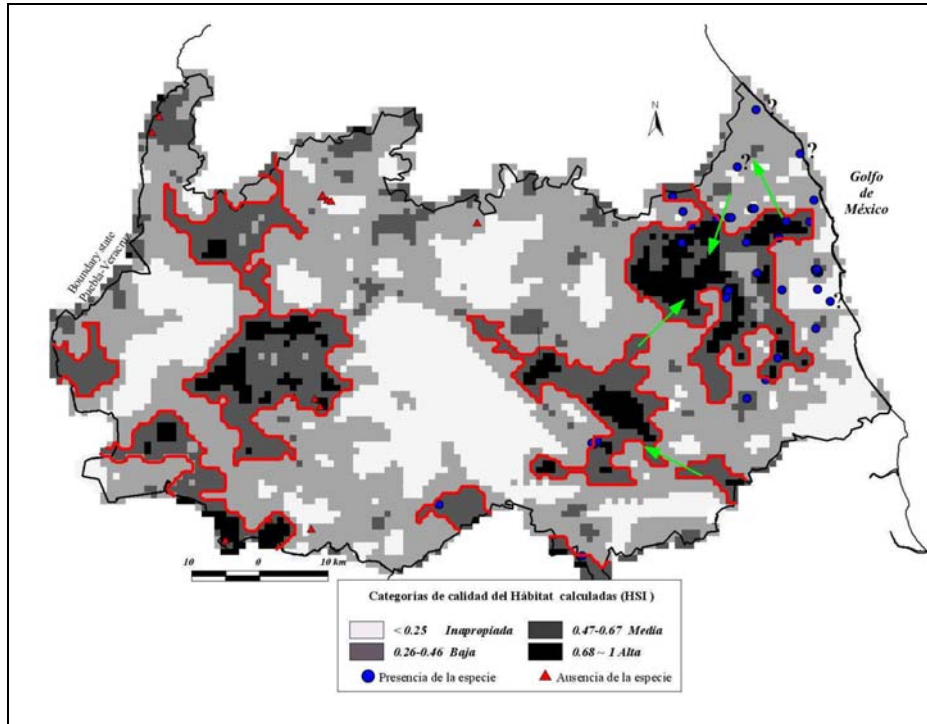 N
?
?
?
?
Golfo
de
México
Boundary state
Puebla-Veracruz
10 0 10 km
Categorías de calidad del Hábitat calculadas (HSI )
< 0.25 Inapropiada
0.47-0.67 Media
0.26-0.46 Baja
0.68 ~ 1 Alta
Presencia de la especie
Ausencia de la especie